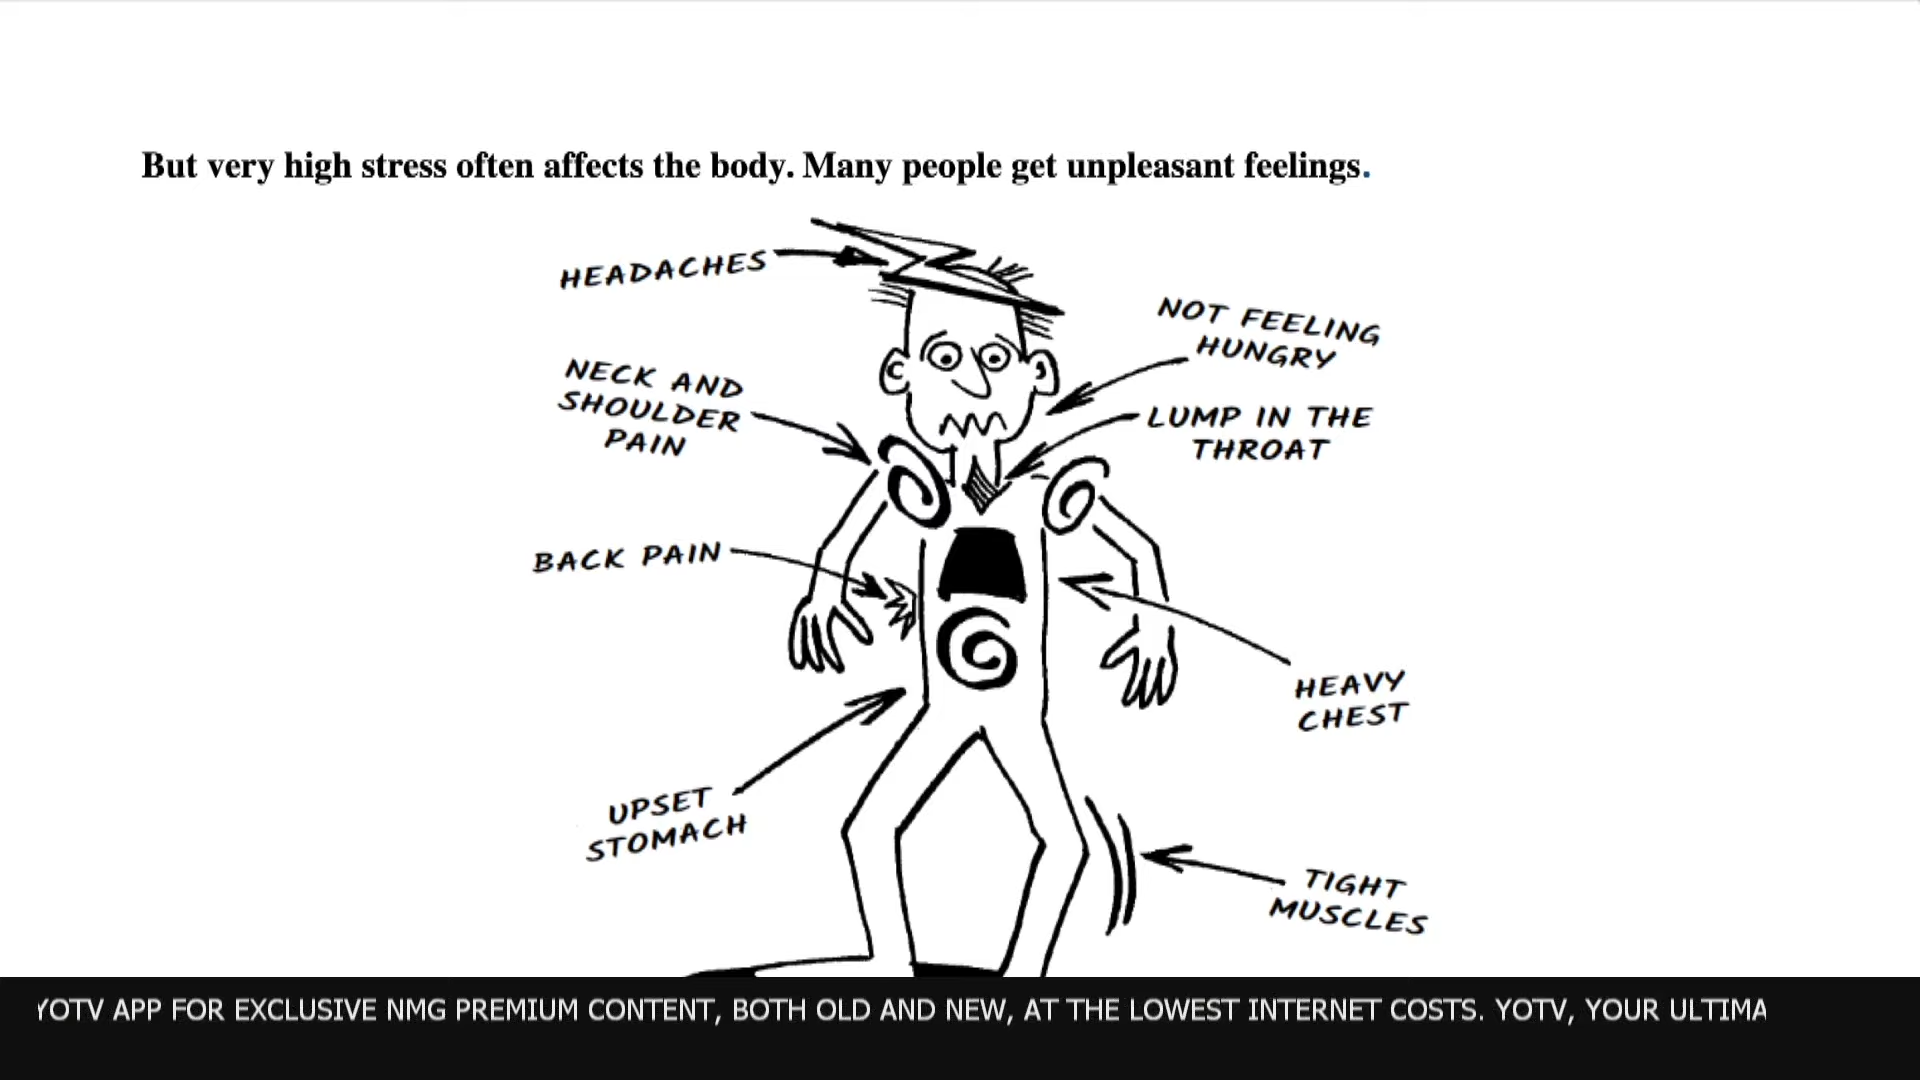 But very high stress often affects the body. Many people get unpleasant feelings.
HEADACHES
NOT FEELING
HUNGRY
NECK AND
SHOULDER
PAIN
LUMP IN THE
THROAT
BACK PAIN
HEAVY
CHEST
UPSET
STOMACH
TIGHT
MUSCLES
YOTV APP FOR EXCLUSIVE NMG PREMIUM CONTENT, BOTH OLD AND NEW, AT THE LOWEST INTERNET COSTS. YOTV, YOUR ULTIMA